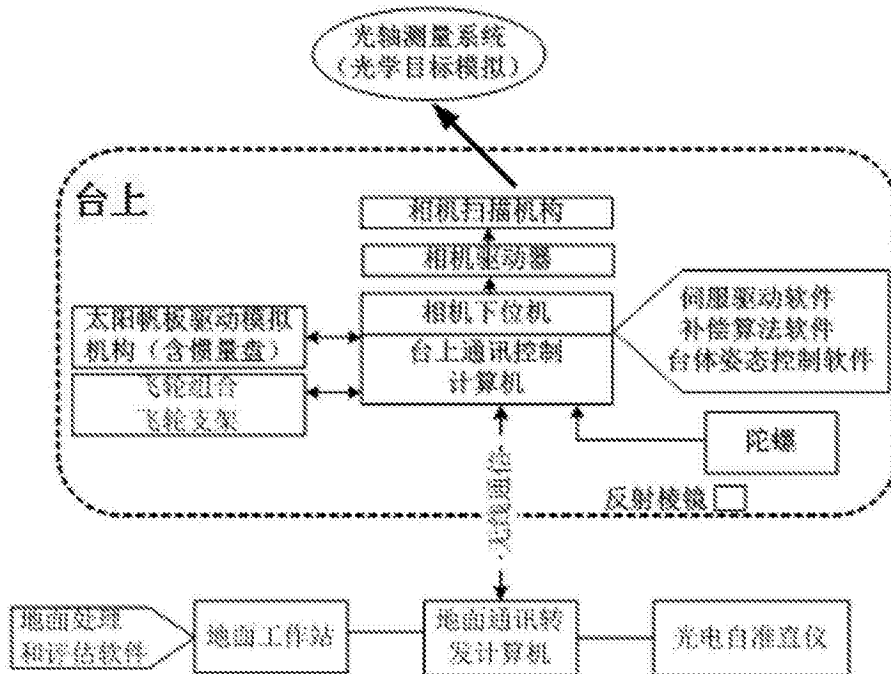 光轴测量系统
（光学目标模拟）
台上
相机扫描机构
相机驱动器
相机下位机
台上通讯控制
计算机
太阳帆板驱动模拟
机构（含惯量盘）
飞轮组合
飞轮支架
伺服驱动软件
补偿算法软件
台体姿态控制软件
陀螺
反射棱镜
地面处理
和评估软件
地面工作站
地面通讯转
发计算机
光电自准直仪